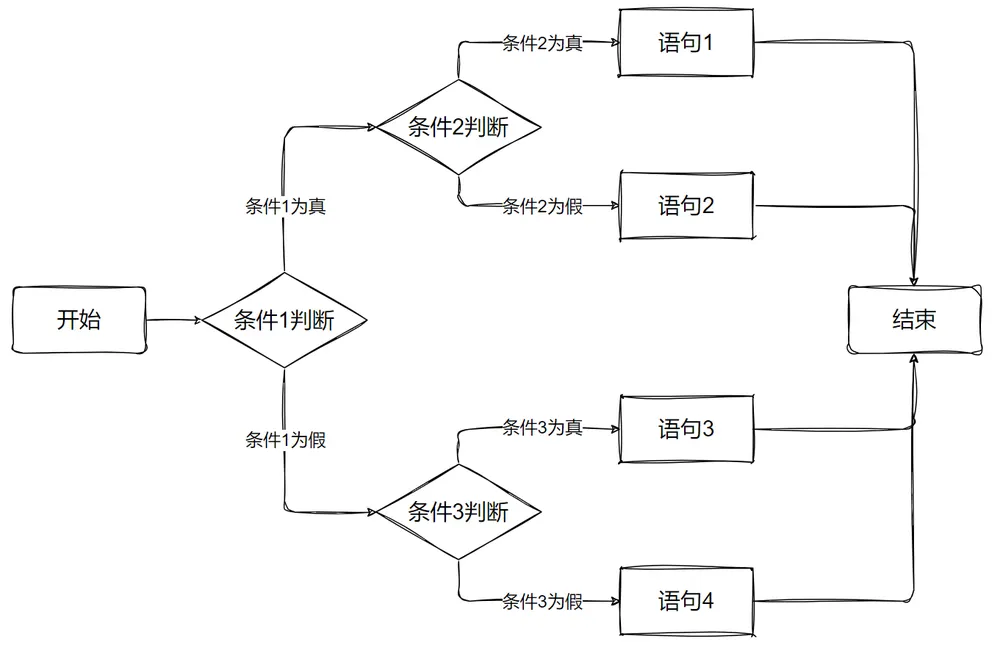 条件2为真
语句1
条件2判断
条件1为真
条件2为假
语句2
开始
条件1判断
结束
条件1为假
条件3为真
语句3
条件3判断
条件3为假
语句4